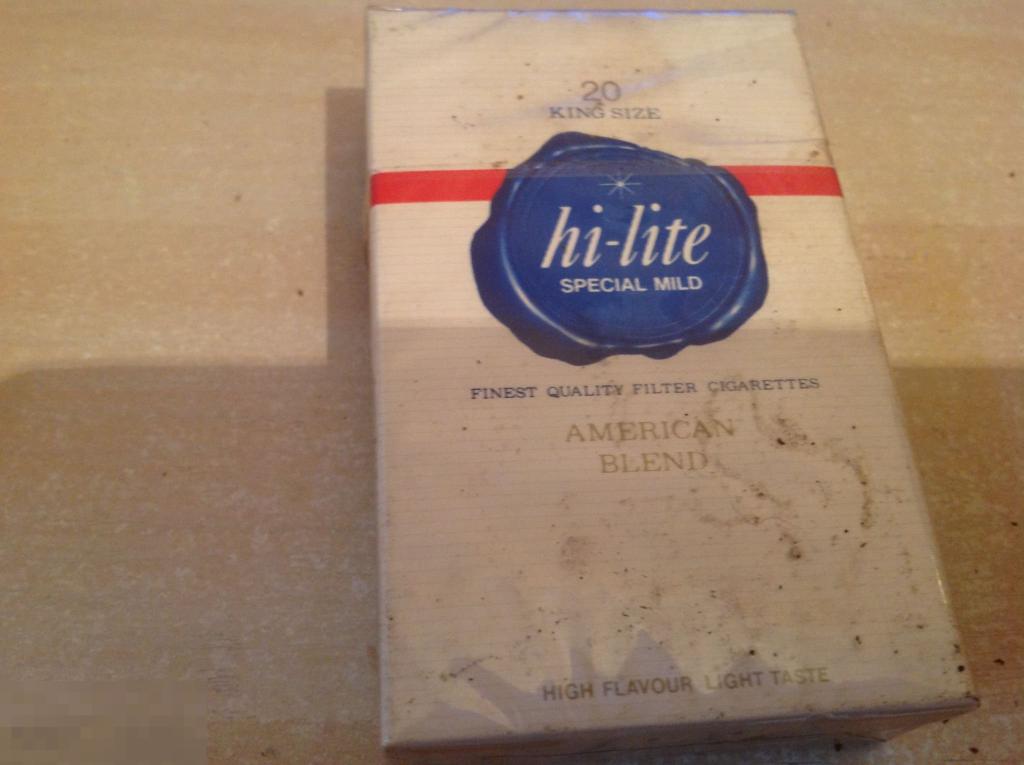 20
KING SIZE
hi-lite
SPECIAL MILD
FINEST QUALITY FILTER CIGARETTES
AMERICAN
BLEND
HIGH FLAVOUR LIGHT TASTE